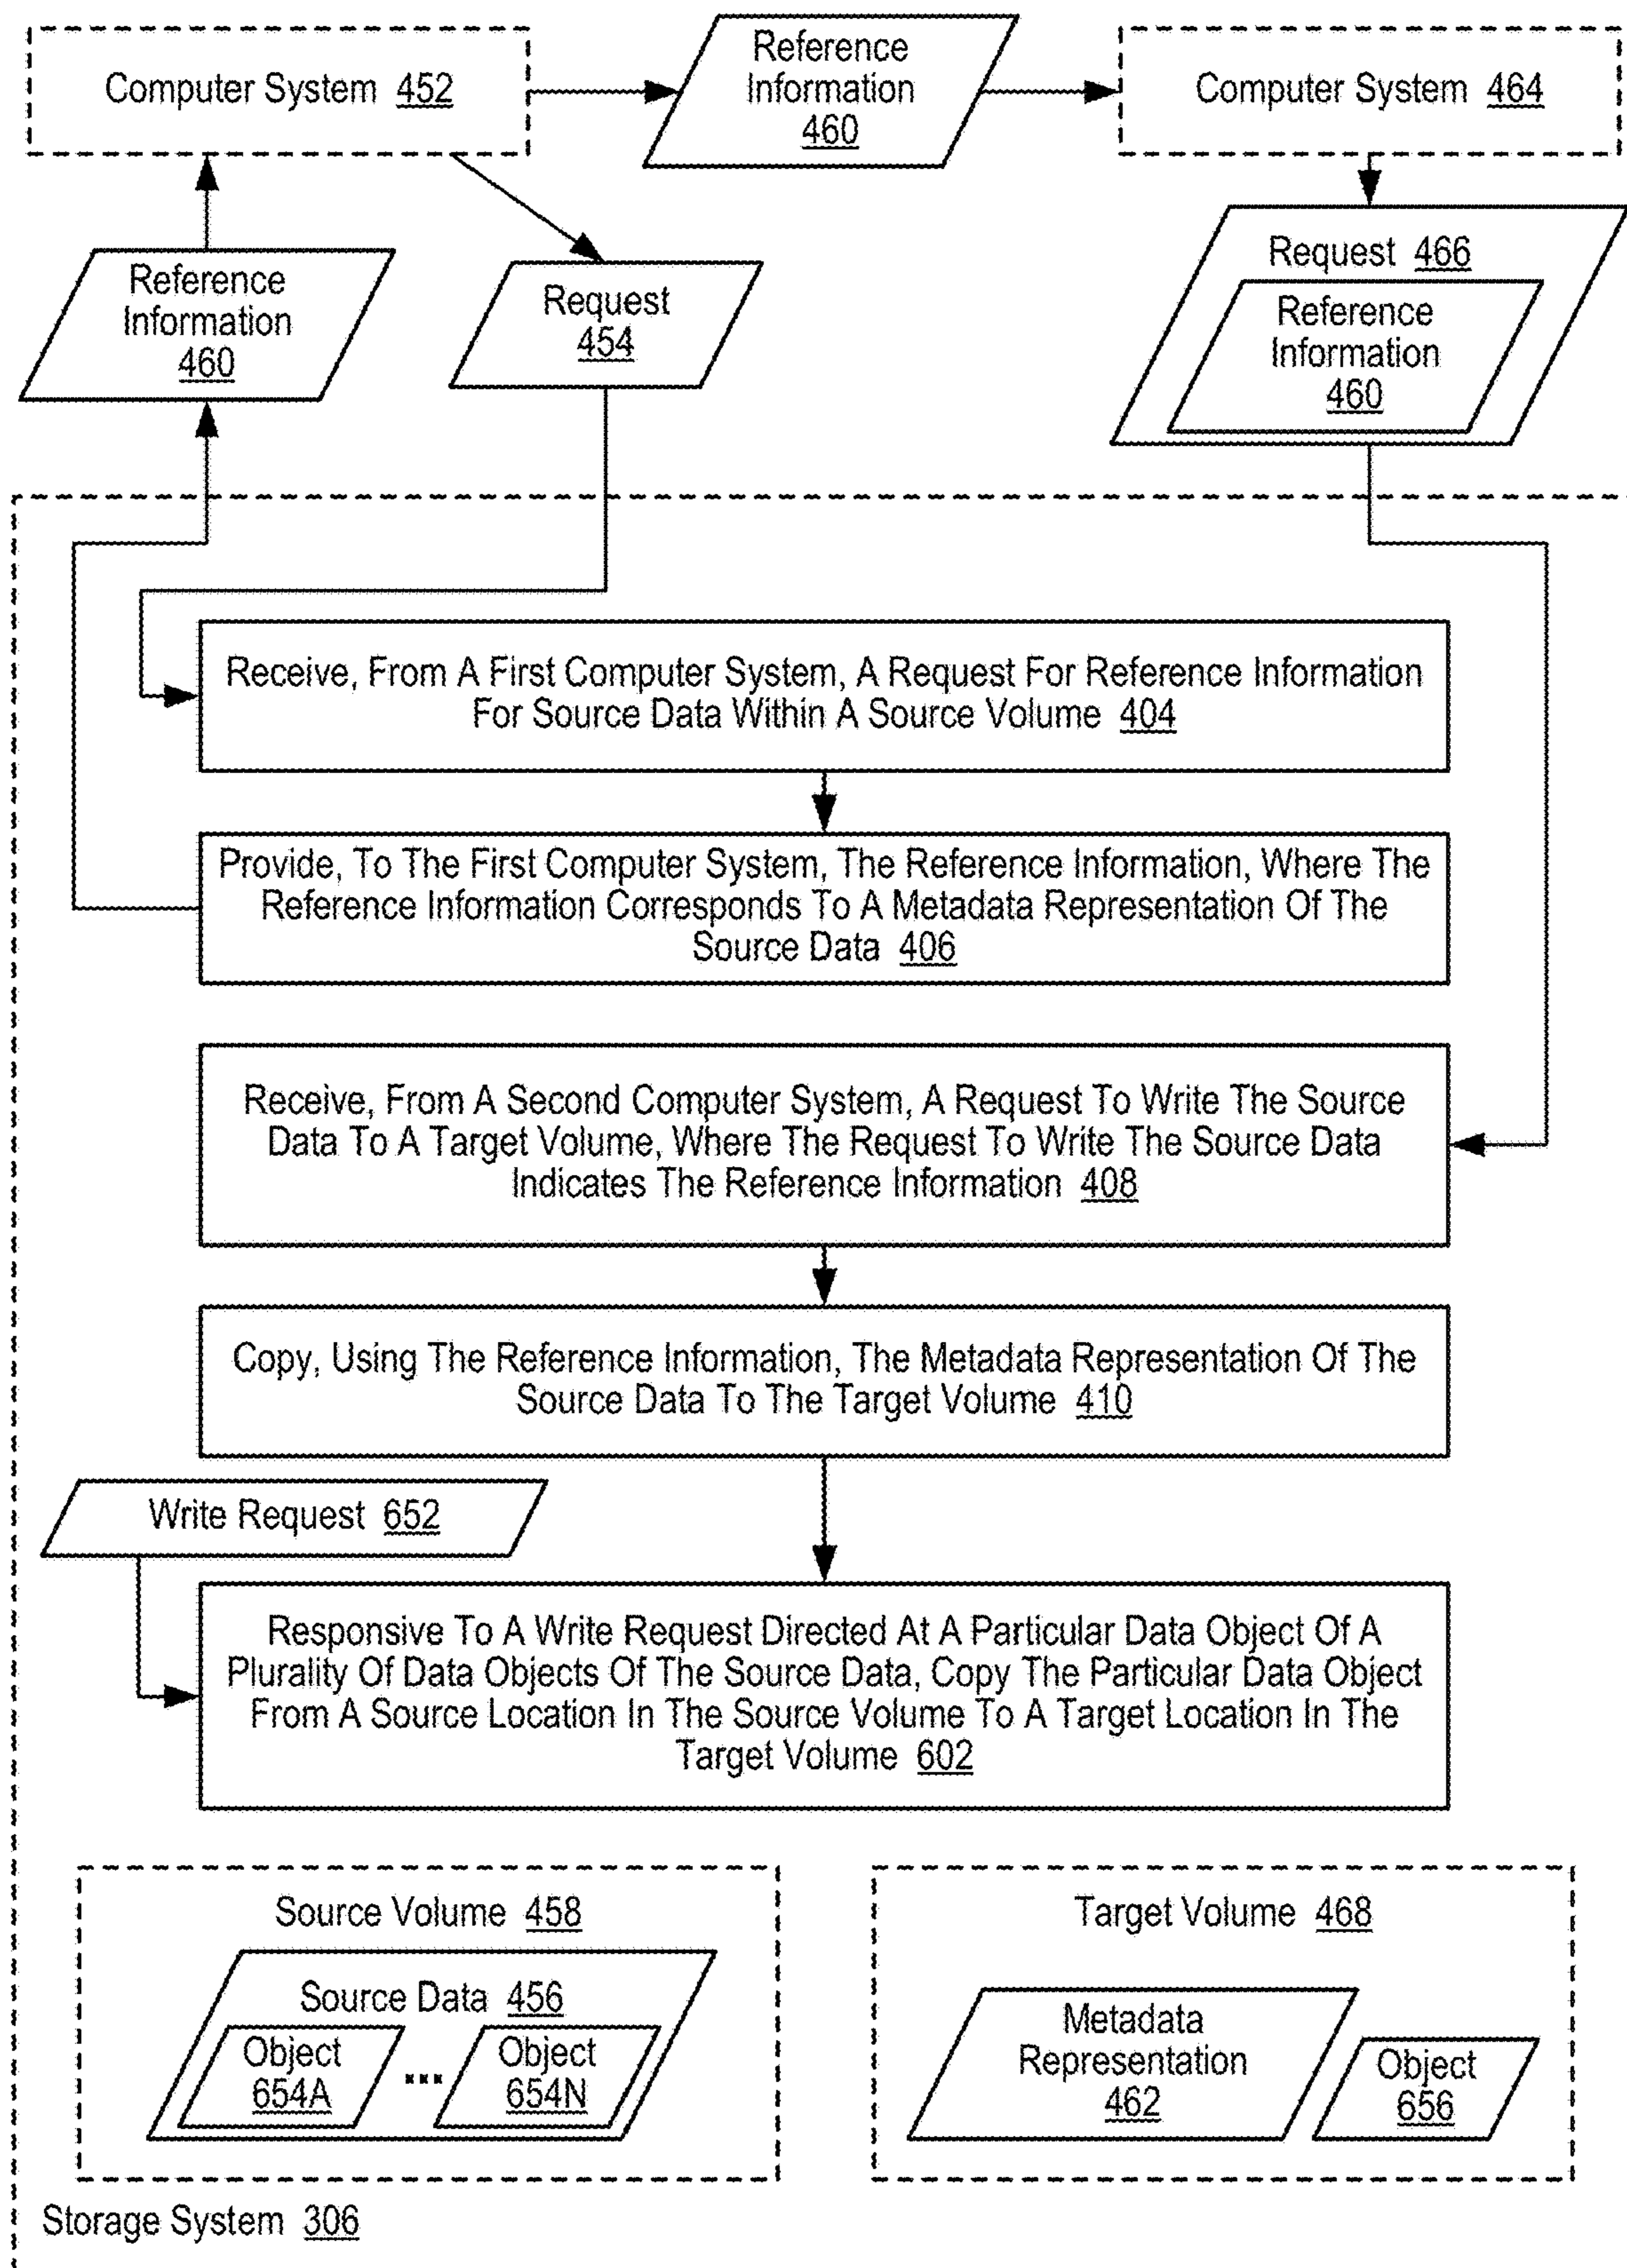 Computer System 452
Reference
Information
460
Computer System 464
Reference
Information
460
Request
454
Request 466
Reference
Information
460
Receive, From A First Computer System, A Request For Reference Information
For Source Data Within A Source Volume 404
Provide, To The First Computer System, The Reference Information, Where The
Reference Information Corresponds To A Metadata Representation Of The
Source Data 406
Receive, From A Second Computer System, A Request To Write The Source
Data To A Target Volume, Where The Request To Write The Source Data
Indicates The Reference Information 408
Copy, Using The Reference Information, The Metadata Representation Of The
Source Data To The Target Volume 410
Write Request 652
Responsive To A Write Request Directed At A Particular Data Object Of A
Plurality Of Data Objects Of The Source Data, Copy The Particular Data Object
From A Source Location In The Source Volume To A Target Location In The
Target Volume 602
Source Volume 458
Source Data 456
Object
654A
...
Object
654N
Target Volume 468
Metadata
Representation
462
Object
656
Storage System 306